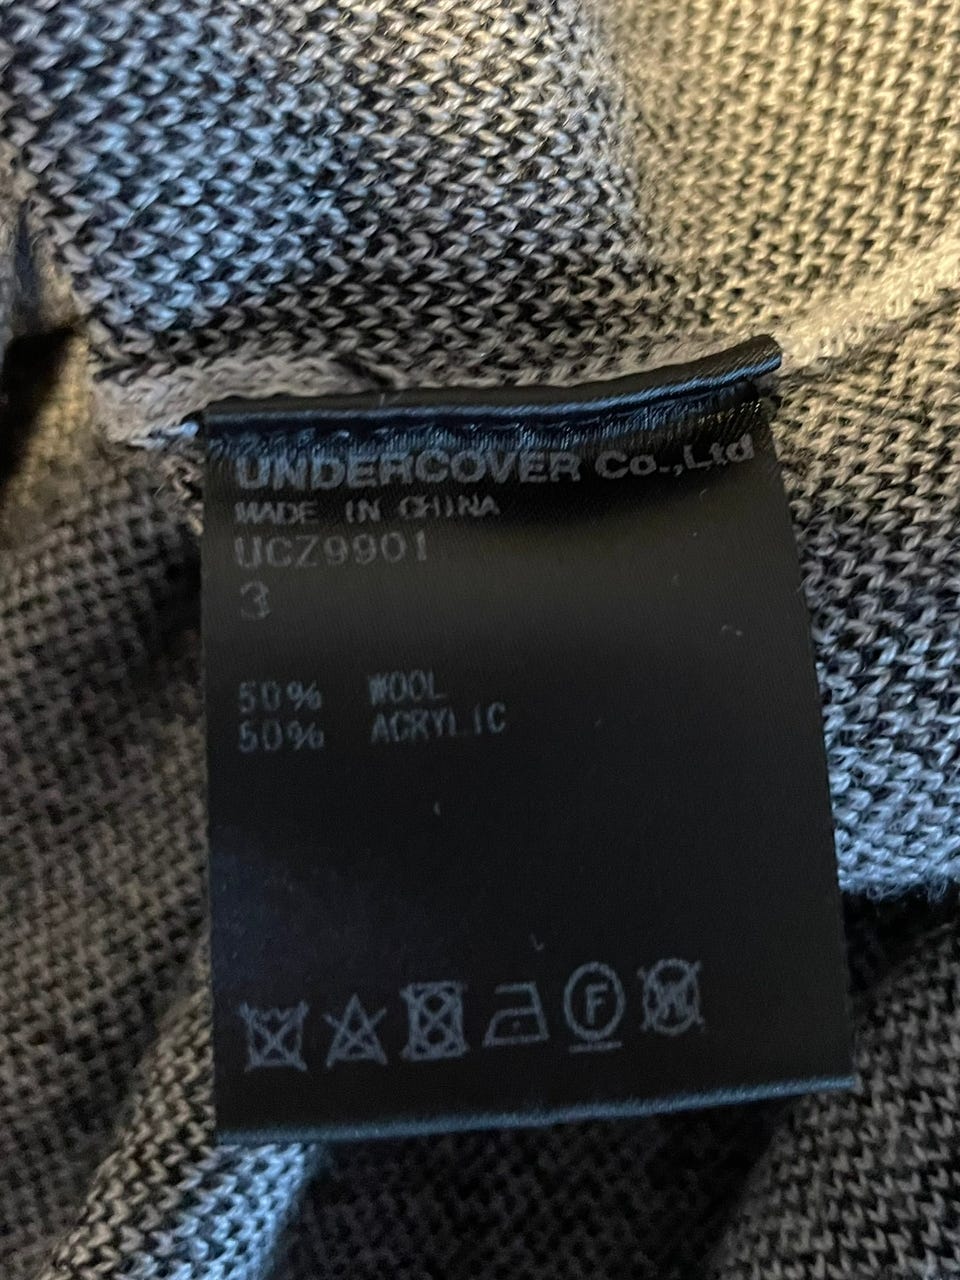 UNDERCOVER Co.,Ltd
MADE IN CHINA
UCZ9901
3
50% WOOL
50% ACRYLIC
F
W